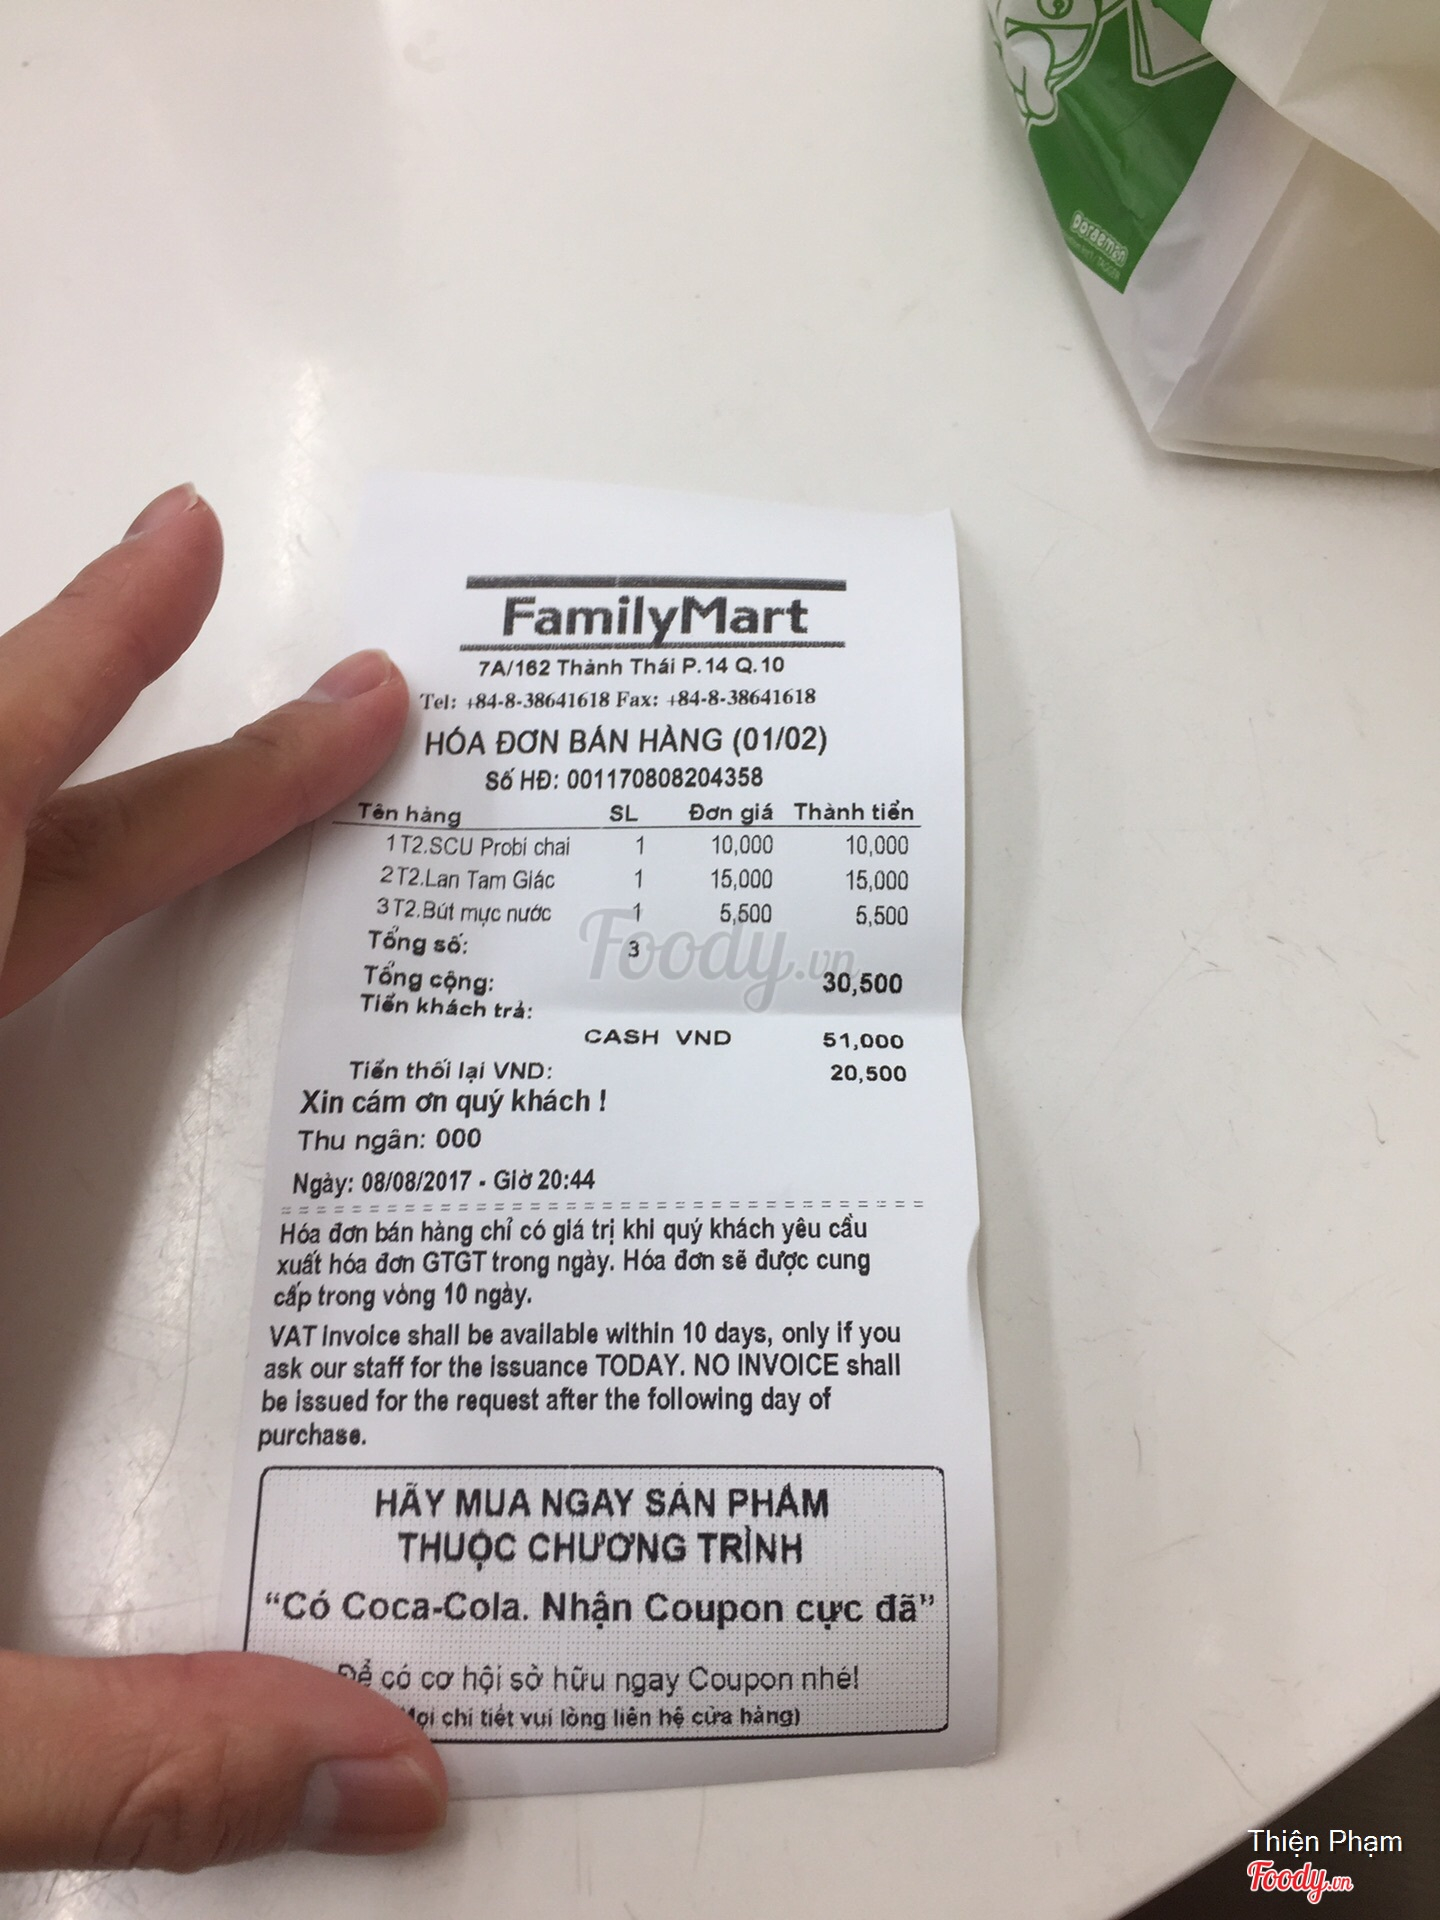 Doraemon
FamilyMart
7A/162 Thành Thái P.14 Q.10
Tel: +84-8-38641618 Fax: +84-8-38641618
HÓA ĐƠN BÁN HÀNG (01/02)
Số HĐ: 001170808204358
Tên hàng SL Đơn giá Thành tiền
1 T2.SCU Probi chai 1 10,000 10,000
2 T2.Lan Tam Giác 1 15,000 15,000
3 T2.Bút mực nước 1 5,500 5,500
Tổng số: 3
Foody.vn
Tổng cộng: 30,500
Tiền khách trả:
CASH VND 51,000
Tiền thối lại VND: 20,500
Xin cám ơn quý khách !
Thu ngân: 000
Ngày: 08/08/2017 - Giờ 20:44
Hóa đơn bán hàng chỉ có giá trị khi quý khách yêu cầu
xuất hóa đơn GTGT trong ngày. Hóa đơn sẽ được cung
cấp trong vòng 10 ngày.
VAT Invoice shall be available within 10 days, only if you
ask our staff for the issuance TODAY. NO INVOICE shall
be issued for the request after the following day of
purchase.
HÃY MUA NGAY SẢN PHẨM
THUỘC CHƯƠNG TRÌNH
“Có Coca-Cola. Nhận Coupon cực đã”
Để có cơ hội sở hữu ngay Coupon nhé!
chi tiết vui lòng liên hệ cửa hàng)
Thiện Phạm
Foody.vn